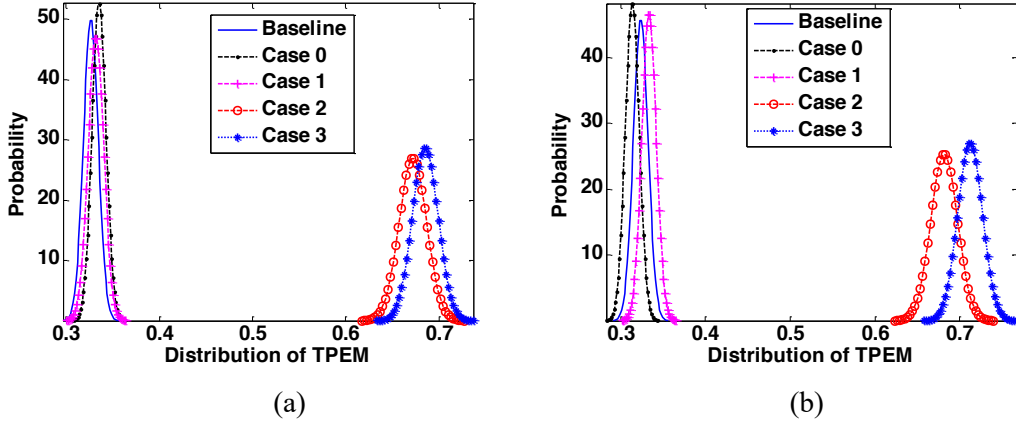 50
40
30
20
10
Probability
0.3
0.4
0.5
0.6
0.7
Distribution of TPEM
Baseline
Case 0
Case 1
Case 2
Case 3
(a)
40
30
20
10
Probability
0.3
0.4
0.5
0.6
0.7
Distribution of TPEM
Baseline
Case 0
Case 1
Case 2
Case 3
(b)